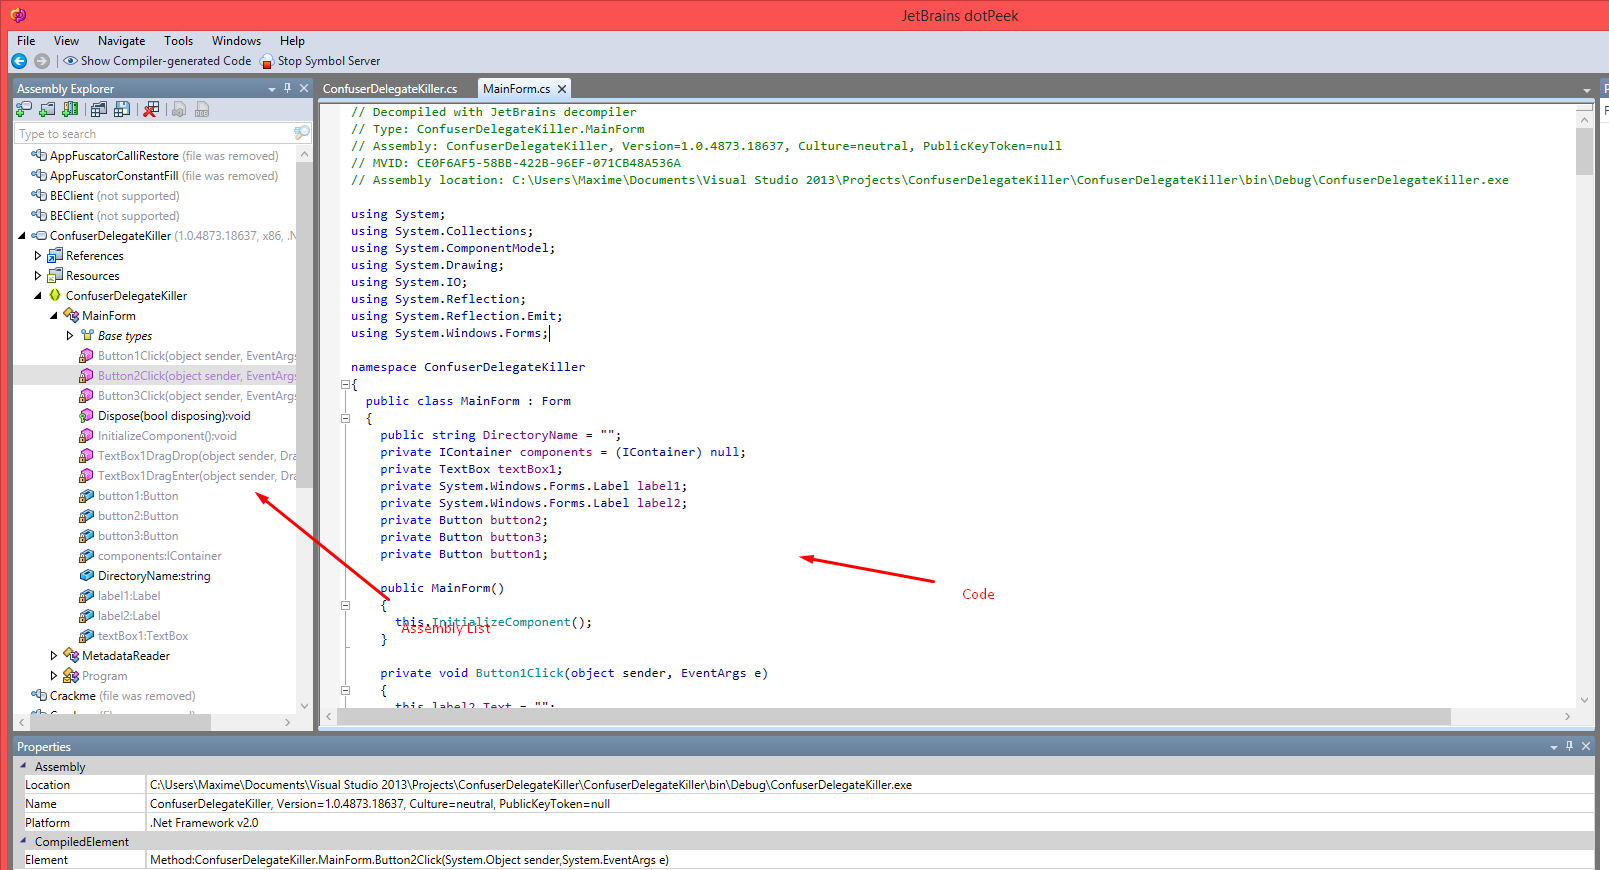 JetBrains dotPeek
File View Navigate Tools Windows Help
Show Compiler-generated Code Stop Symbol Server
Assembly Explorer
Type to search
AppFuscatorCalliRestore (file was removed)
AppFuscatorConstantFill (file was removed)
BEClient (not supported)
BEClient (not supported)
ConfuserDelegateKiller (1.0.4873.18637, x86, .N
References
Resources
ConfuserDelegateKiller
MainForm
Base types
Button1Click(object sender, EventArgs
Button2Click(object sender, EventArgs
Button3Click(object sender, EventArgs
Dispose(bool disposing):void
InitializeComponent():void
TextBox1DragDrop(object sender, Dra
TextBox1DragEnter(object sender, Dra
button1:Button
button2:Button
button3:Button
components:IContainer
DirectoryName:string
label1:Label
label2:Label
textBox1:TextBox
MetadataReader
Program
Crackme (file was removed)
ConfuserDelegateKiller.cs MainForm.cs
// Decompiled with JetBrains decompiler
// Type: ConfuserDelegateKiller.MainForm
// Assembly: ConfuserDelegateKiller, Version=1.0.4873.18637, Culture=neutral, PublicKeyToken=null
// MVID: CE0F6AF5-58BB-422B-96EF-071CB48A536A
// Assembly location: C:\Users\Maxime\Documents\Visual Studio 2013\Projects\ConfuserDelegateKiller\ConfuserDelegateKiller\bin\Debug\ConfuserDelegateKiller.exe
using System;
using System.Collections;
using System.ComponentModel;
using System.Drawing;
using System.IO;
using System.Reflection;
using System.Reflection.Emit;
using System.Windows.Forms;
namespace ConfuserDelegateKiller
{
public class MainForm : Form
{
public string DirectoryName = "";
private IContainer components = (IContainer) null;
private TextBox textBox1;
private System.Windows.Forms.Label label1;
private System.Windows.Forms.Label label2;
private Button button2;
private Button button3;
private Button button1;
public MainForm()
{
this.InitializeComponent();
}
private void Button1Click(object sender, EventArgs e)
{
this.label2.Text = "";
Code
Assembly List
Properties
Assembly
Location C:\Users\Maxime\Documents\Visual Studio 2013\Projects\ConfuserDelegateKiller\ConfuserDelegateKiller\bin\Debug\ConfuserDelegateKiller.exe
Name ConfuserDelegateKiller, Version=1.0.4873.18637, Culture=neutral, PublicKeyToken=null
Platform .Net Framework v2.0
CompiledElement
Element Method:ConfuserDelegateKiller.MainForm.Button2Click(System.Object sender,System.EventArgs e)